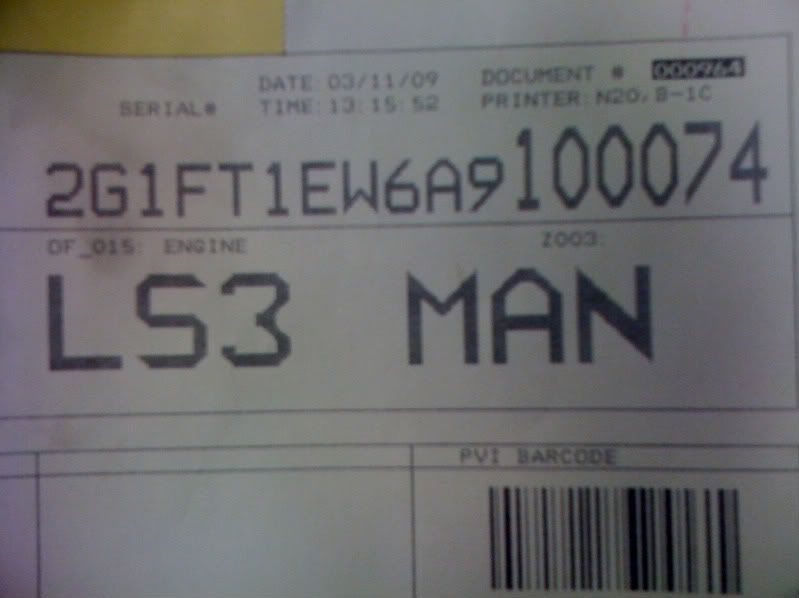 DATE:03/11/09 DOCUMENT # 000964
SERIAL# TIME:13:15:52 PRINTER:N20,B-1C
2G1FT1EW6A9100074
OF_015: ENGINE Z003:
LS3 MAN
PVI BARCODE